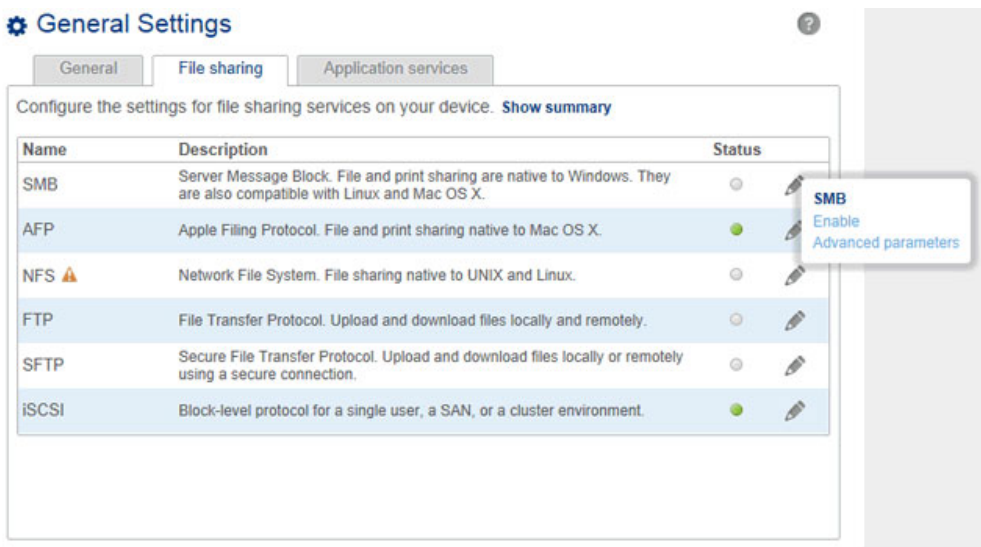 General Settings
?
General File sharing Application services
Configure the settings for file sharing services on your device. Show summary
Name Description Status
SMB Server Message Block. File and print sharing are native to Windows. They
are also compatible with Linux and Mac OS X.
SMB
Enable
Advanced parameters
AFP Apple Filing Protocol. File and print sharing native to Mac OS X.
NFS Network File System. File sharing native to UNIX and Linux.
FTP File Transfer Protocol. Upload and download files locally and remotely.
SFTP Secure File Transfer Protocol. Upload and download files locally or remotely
using a secure connection.
iSCSI Block-level protocol for a single user, a SAN, or a cluster environment.